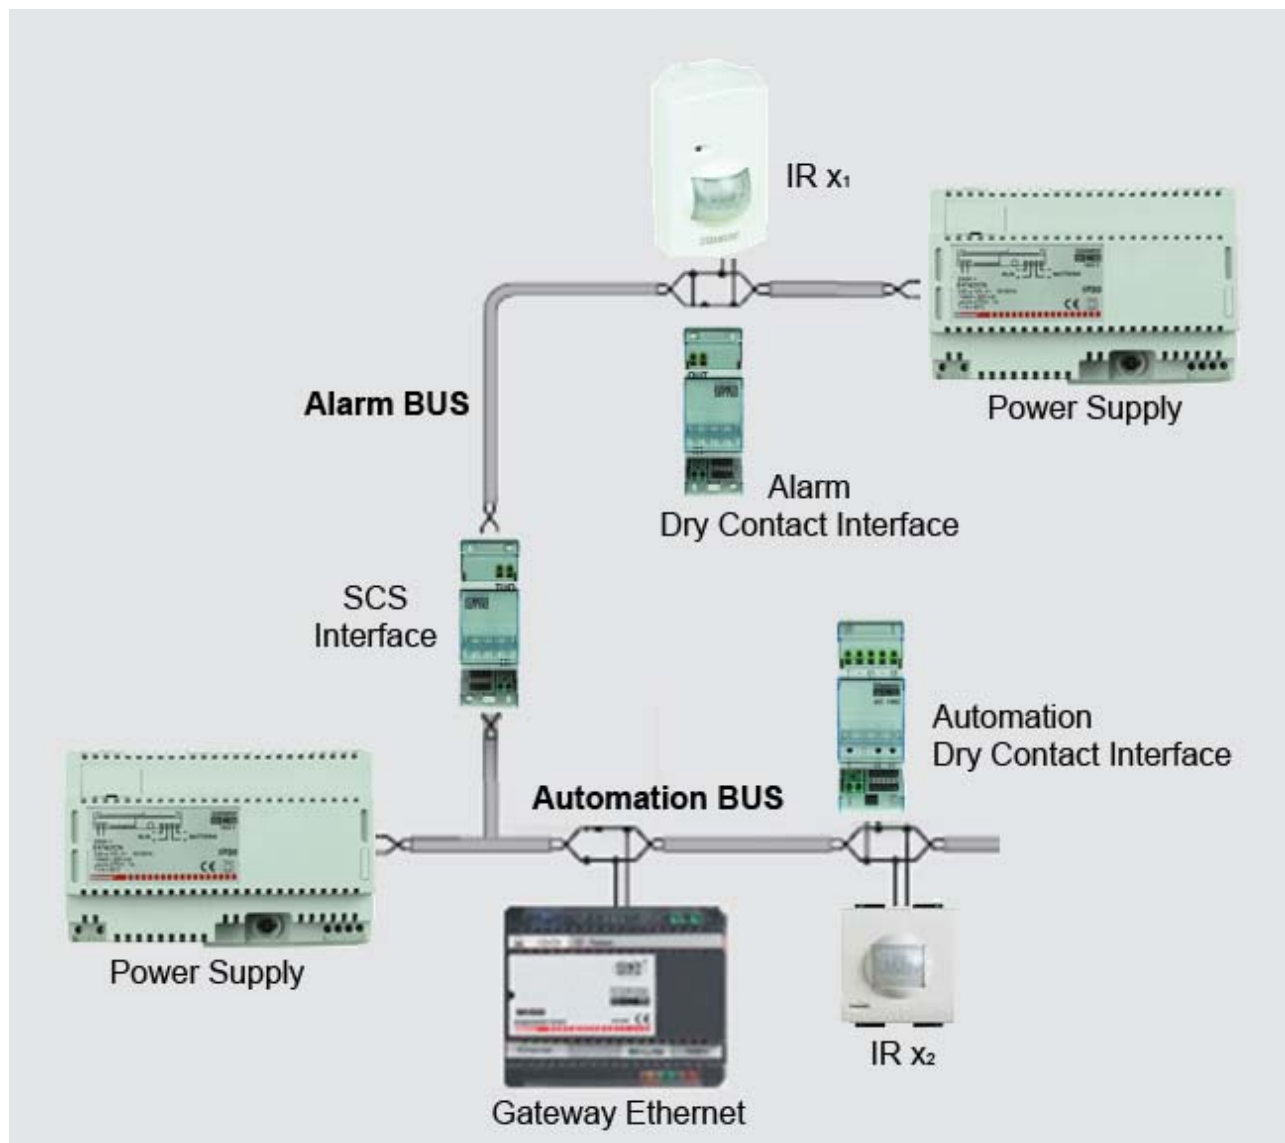 IR x₁
Power Supply
Alarm BUS
Alarm
Dry Contact Interface
SCS
Interface
Automation
Dry Contact Interface
Automation BUS
Power Supply
IR x₂
Gateway Ethernet